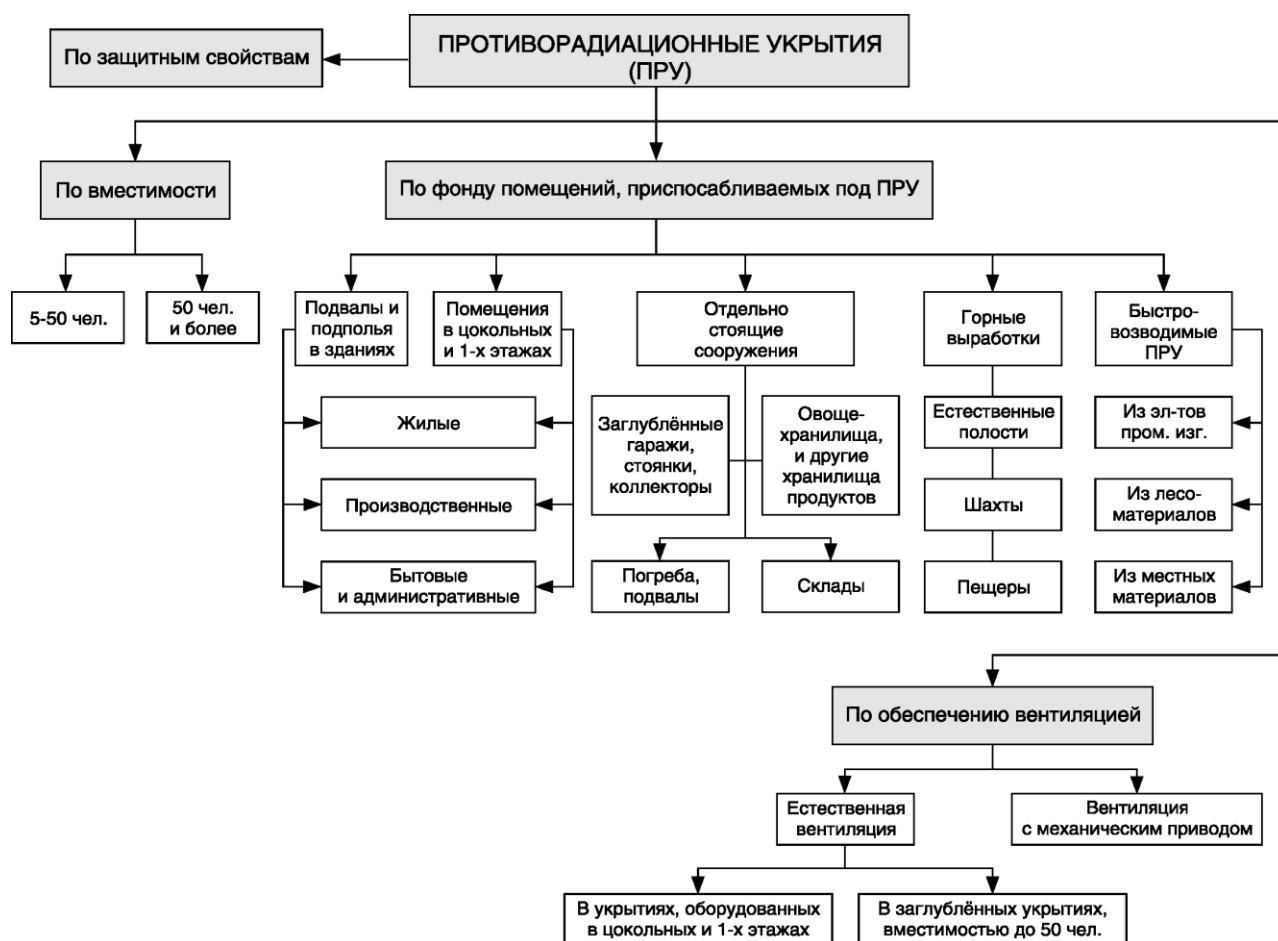 ПРОТИВОРАДИАЦИОННЫЕ УКРЫТИЯ
(ПРУ)
По защитным свойствам
По вместимости
По фонду помещений, приспосабливаемых под ПРУ
5-50 чел.
50 чел.
и более
Подвалы и
подполья
в зданиях
Помещения
в цокольных
и 1-х этажах
Отдельно
стоящие
сооружения
Горные
выработки
Быстро-
возводимые
ПРУ
Жилые
Производственные
Бытовые
и административные
Заглублённые
гаражи,
стоянки,
коллекторы
Овоще-
хранилища,
и другие
хранилища
продуктов
Погреба,
подвалы
Склады
Естественные
полости
Шахты
Пещеры
Из эл-тов
пром. изг.
Из лесо-
материалов
Из местных
материалов
По обеспечению вентиляцией
Естественная
вентиляция
Вентиляция
с механическим приводом
В укрытиях, оборудованных
в цокольных и 1-х этажах
В заглублённых укрытиях,
вместимостью до 50 чел.